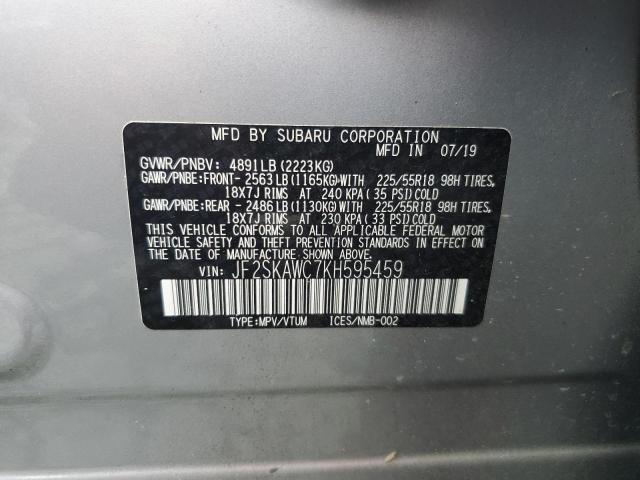 MFD BY SUBARU CORPORATION
MFD IN 07/19
GVWR/PNBV: 4891LB (2223KG)
GAWR/PNBE:FRONT- 2563LB (1165KG)WITH 225/55R18 98H TIRES,
18X7J RIMS AT 240 KPA ( 35 PSI) COLD
GAWR/PNBE:REAR - 2486LB (1130KG)WITH 225/55R18 98H TIRES,
18X7J RIMS AT 230 KPA ( 33 PSI) COLD
THIS VEHICLE CONFORMS TO ALL APPLICABLE FEDERAL MOTOR
VEHICLE SAFETY AND THEFT PREVENTION STANDARDS IN EFFECT
ON THE DATE OF MANUFACTURE SHOWN ABOVE.
VIN: JF2SKAWC7KH595459
TYPE:MPV/VTUM ICES/NMB-002